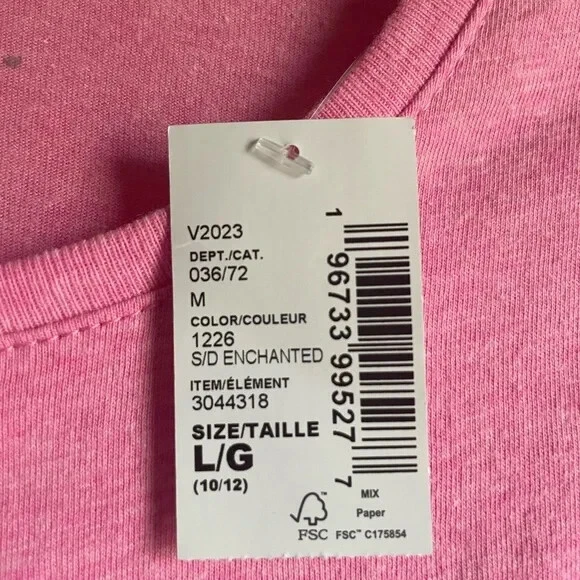 V2023
DEPT./CAT.
036/72
M
COLOR/COULEUR
1226
S/D ENCHANTED
ITEM/ÉLÉMENT
3044318
SIZE/TAILLE
L/G
(10/12)
1 96733 99527 7
MIX
Paper
FSC™ C175854
FSC